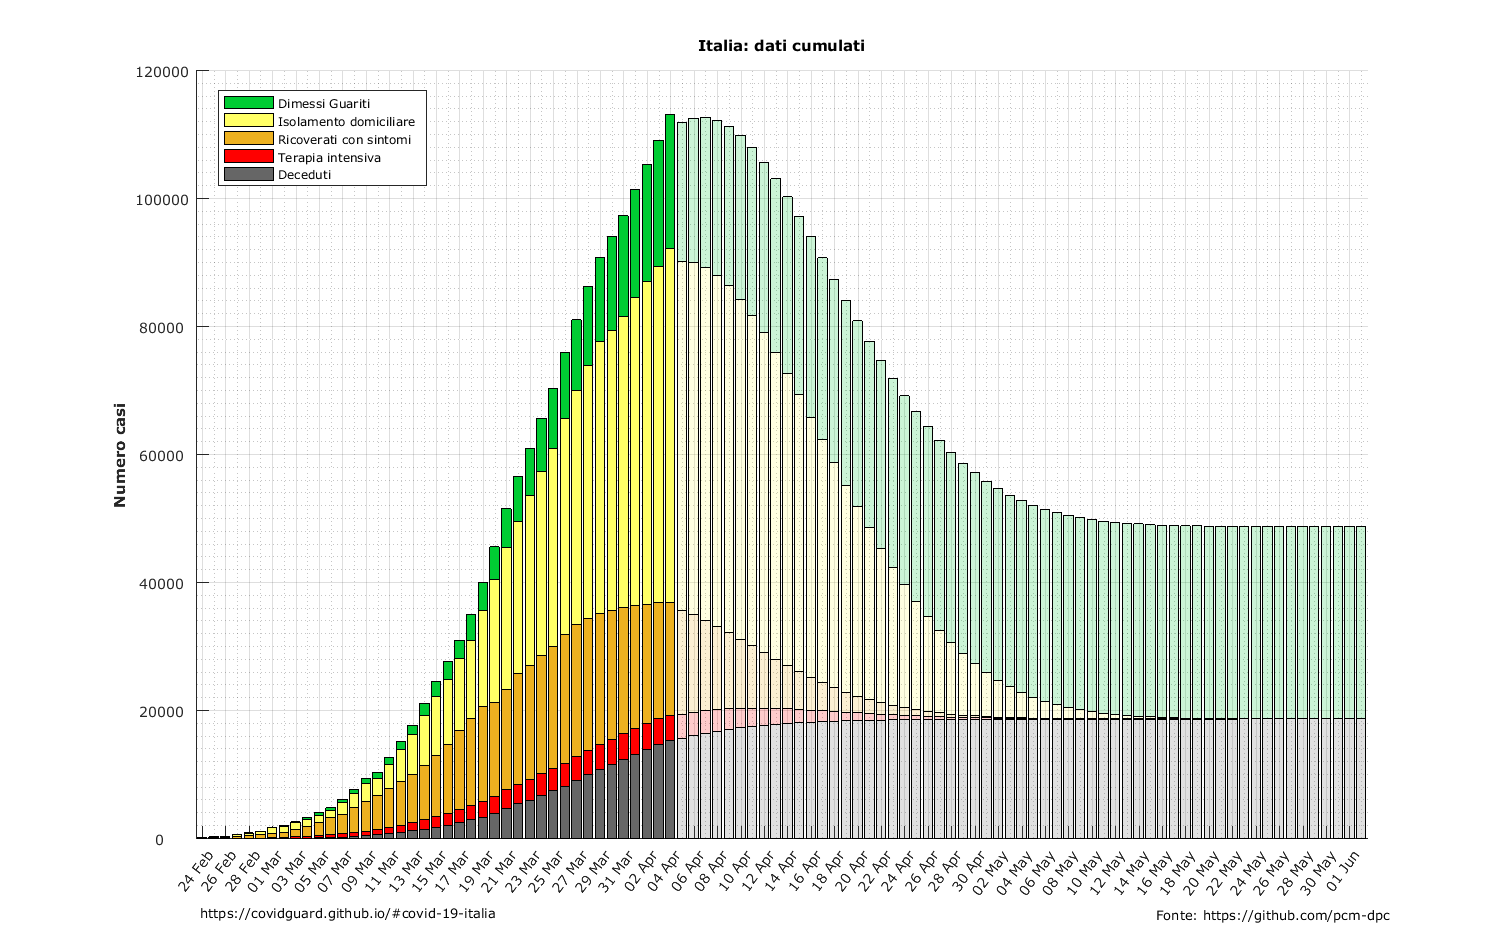 Italia: dati cumulati
120000
100000
80000
60000
40000
20000
0
Numero casi
Dimessi Guariti
Isolamento domiciliare
Ricoverati con sintomi
Terapia intensiva
Deceduti
24 Feb
26 Feb
28 Feb
01 Mar
03 Mar
05 Mar
07 Mar
09 Mar
11 Mar
13 Mar
15 Mar
17 Mar
19 Mar
21 Mar
23 Mar
25 Mar
27 Mar
29 Mar
31 Mar
02 Apr
04 Apr
06 Apr
08 Apr
10 Apr
12 Apr
14 Apr
16 Apr
18 Apr
20 Apr
22 Apr
24 Apr
26 Apr
28 Apr
30 Apr
02 May
04 May
06 May
08 May
10 May
12 May
14 May
16 May
18 May
20 May
22 May
24 May
26 May
28 May
30 May
01 Jun
https://covidguard.github.io/#covid-19-italia
Fonte: https://github.com/pcm-dpc